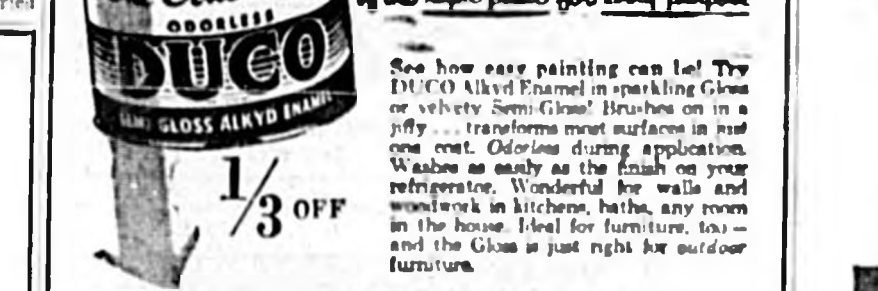 ODORLESS
DUCO
SEMI GLOSS ALKYD ENAMEL
1/3 OFF
See how easy painting can be! Try
DUCO Alkyd Enamel in sparkling Gloss
or velvety Semi-Gloss! Brushes on in a
jiffy ... transforms most surfaces in just
one coat. Odorless during application.
Washes as easily as the finish on your
refrigerator. Wonderful for walls and
woodwork in kitchens, baths, any room
in the house. Ideal for furniture, too —
and the Gloss is just right for outdoor
furniture.